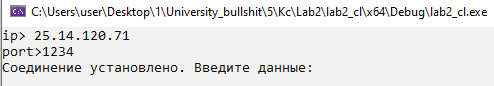 C:\Users\user\Desktop\1\University_bullshit\5\Kc\Lab2\lab2_cl\x64\Debug\lab2_cl.exe
ip> 25.14.120.71
port>1234
Соединение установлено. Введите данные: